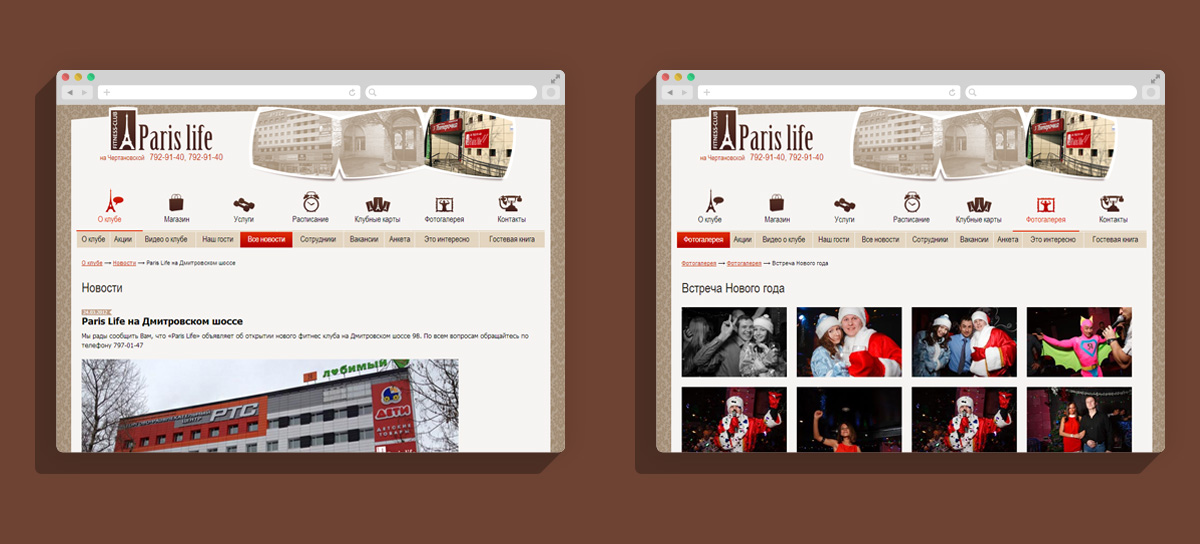 FITNESS-CLUB
Paris life
на Чертановской 792-91-40, 792-91-40
О клубе Магазин Услуги Расписание Клубные карты Фотогалерея Контакты
О клубе Акции Видео о клубе Наш гости Все новости Сотрудники Вакансии Анкета Это интересно Гостевая книга
О клубе → Новости → Paris Life на Дмитровском шоссе
Новости
Paris Life на Дмитровском шоссе
Мы рады сообщить Вам, что «Paris Life» объявляет об открытии нового фитнес клуба на Дмитровском шоссе 98. По всем вопросам обращайтесь по
телефону 797-01-47
любимый
РТС
ДЕТИ
ДЕТСКИЕ
ТОВАРЫ
FITNESS-CLUB
Paris life
на Чертановской 792-91-40, 792-91-40
О клубе Магазин Услуги Расписание Клубные карты Фотогалерея Контакты
Фотогалерея Акции Видео о клубе Наш гости Все новости Сотрудники Вакансии Анкета Это интересно Гостевая книга
Фотогалерея → Фотогалерея → Встреча Нового года
Встреча Нового года